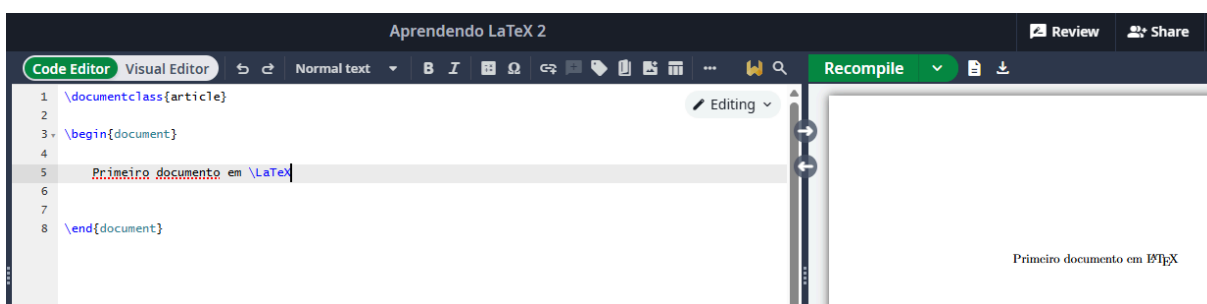 Aprendendo LaTeX 2
Review
Share
Code Editor Visual Editor Normal text B I Ω ... Recompile
1 \documentclass{article}
Editing
2
3 \begin{document}
4
5 Primeiro documento em \LaTeX
6
7
8 \end{document}
Primeiro documento em LATEX